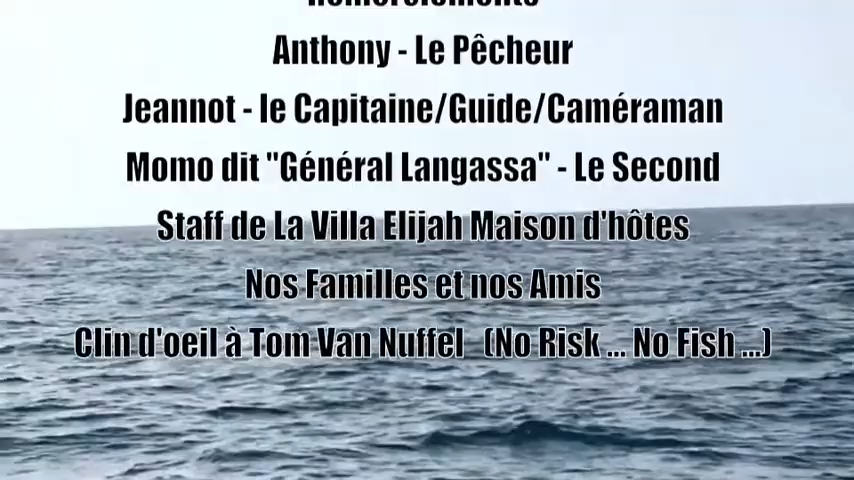 Remerciements
Anthony - Le Pêcheur
Jeannot - le Capitaine/Guide/Caméraman
Momo dit "Général Langassa" - Le Second
Staff de La Villa Elijah Maison d'hôtes
Nos Familles et nos Amis
Clin d'oeil à Tom Van Nuffel (No Risk ... No Fish ...)